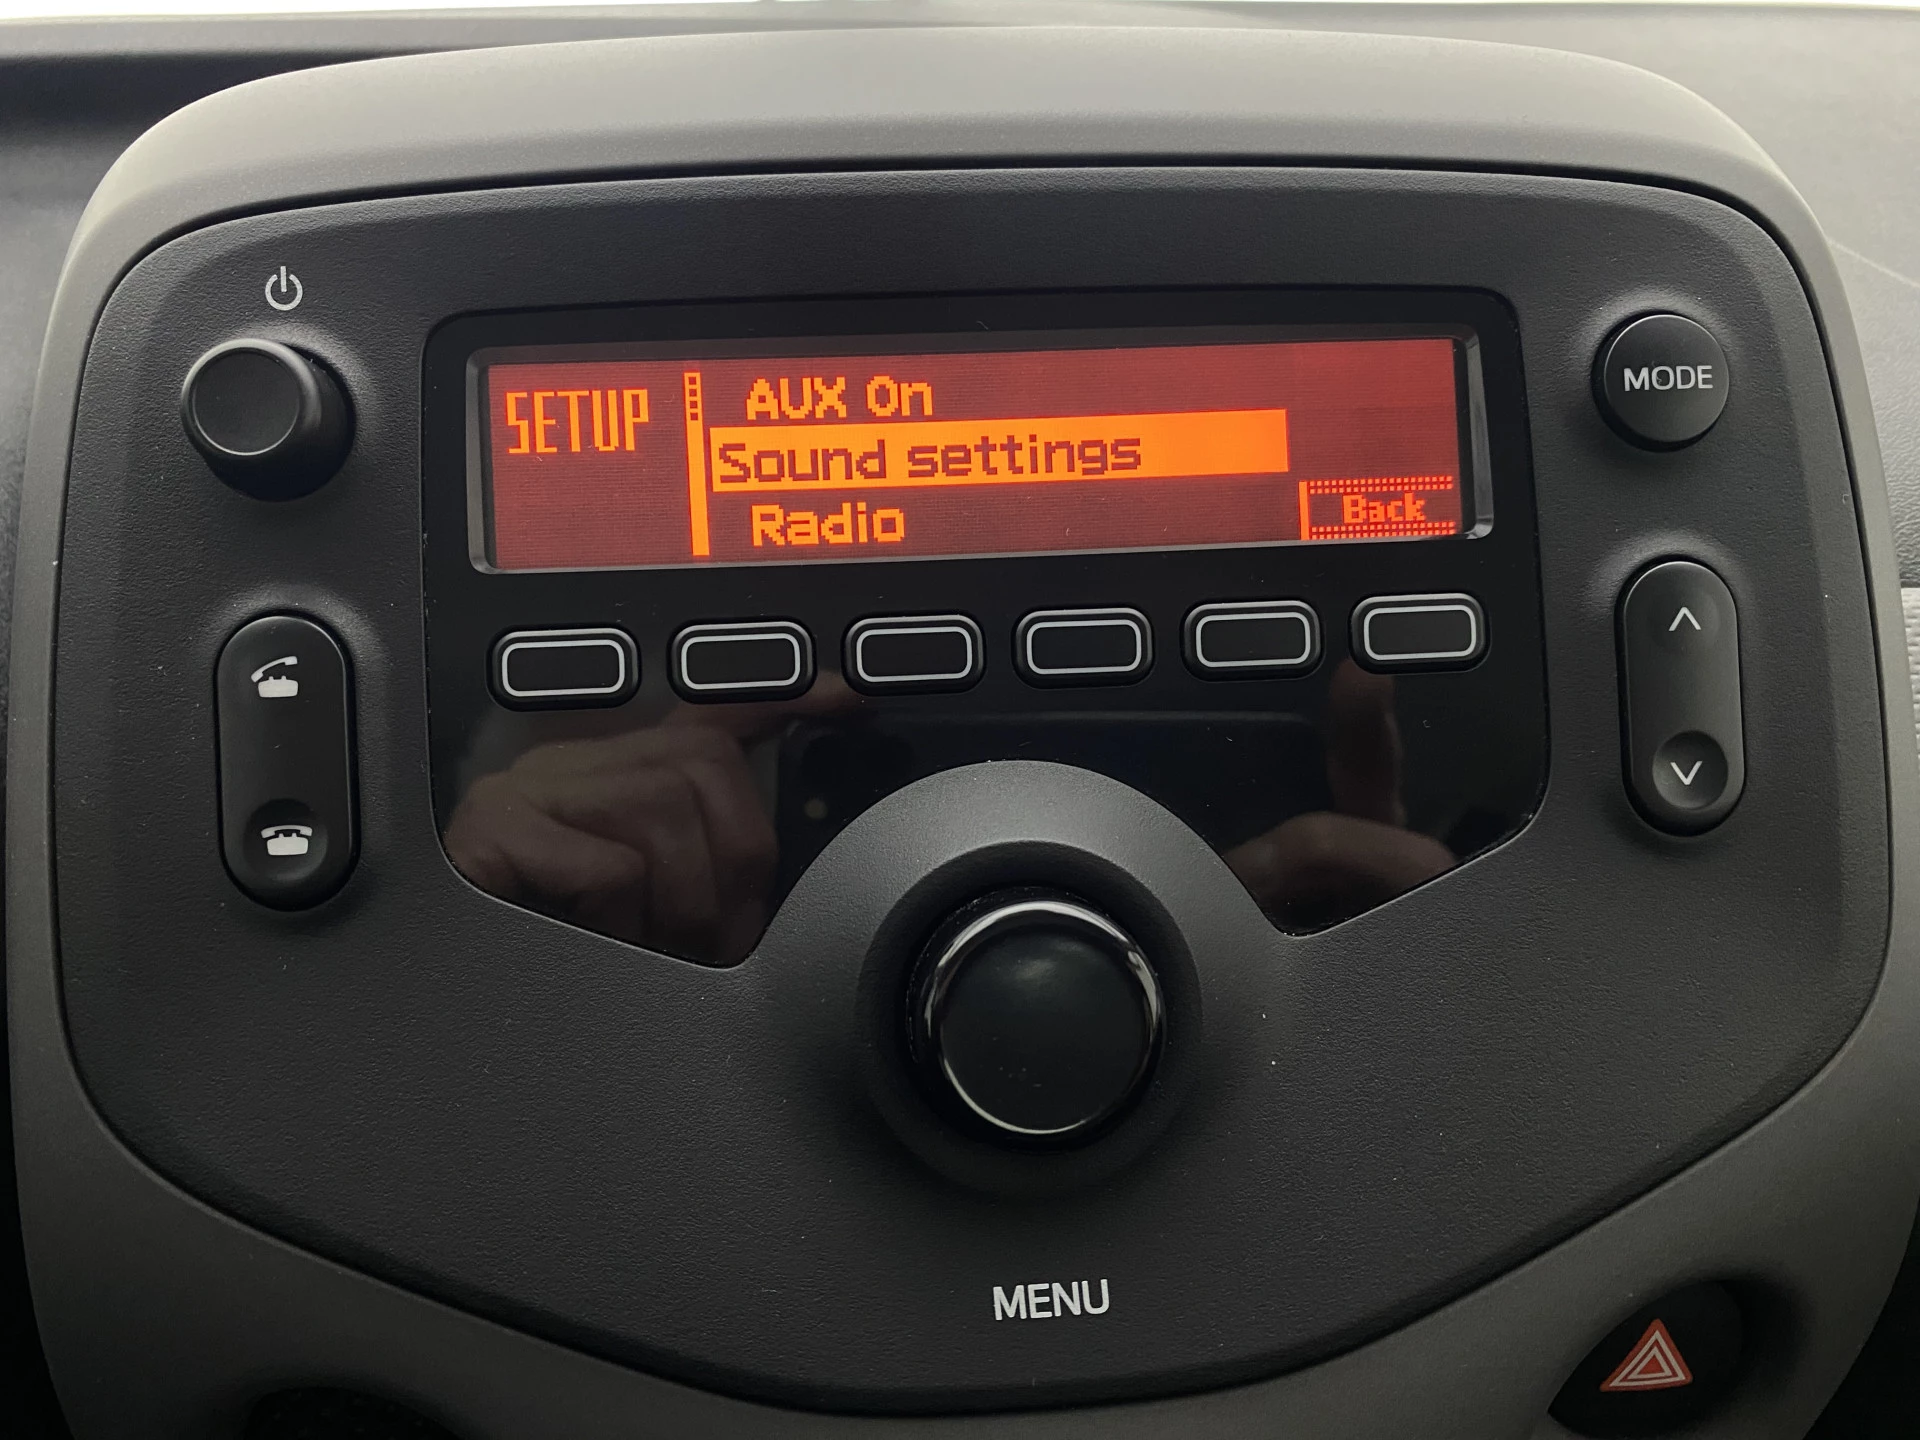 SETUP
AUX On
Sound settings
Radio
Back
MODE
MENU